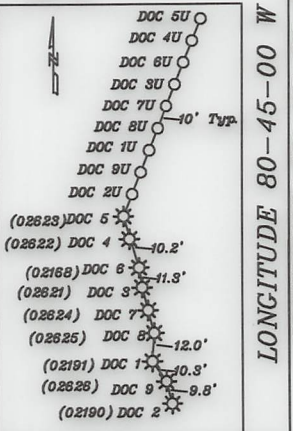 DOC 5U
DOC 4U
DOC 6U
DOC 3U
DOC 7U
10' Typ.
DOC 8U
DOC 1U
DOC 9U
DOC 2U
(02623) DOC 5
(02622) DOC 4
10.2'
(02168) DOC 6
11.3'
(02621) DOC 3
(02624) DOC 7
(02625) DOC 8
12.0'
(02191) DOC 1
10.3'
(02626) DOC 9
9.8'
(02190) DOC 2
LONGITUDE 80-45-00 W